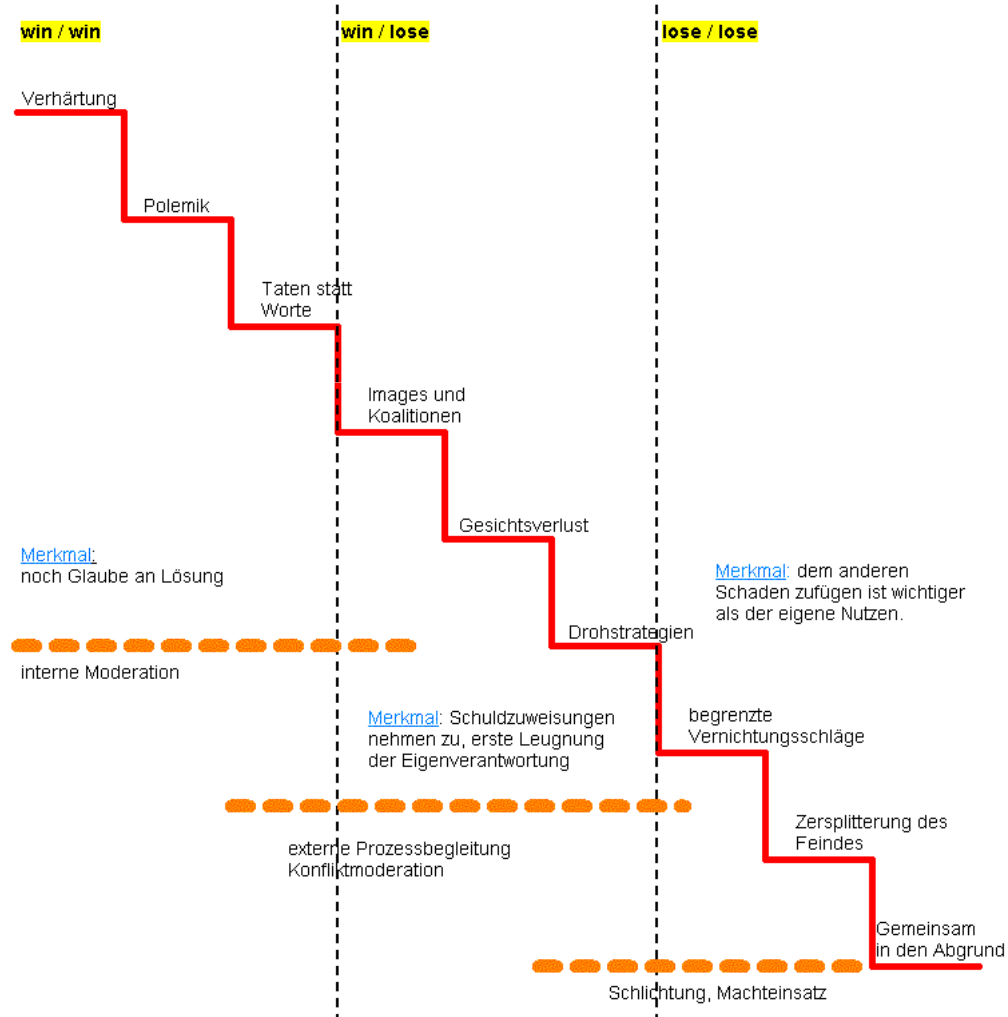 win / win
win / lose
lose / lose
Verhärtung
Polemik
Taten statt
Worte
Images und
Koalitionen
Gesichtsverlust
Merkmal:
noch Glaube an Lösung
Merkmal: dem anderen
Schaden zufügen ist wichtiger
als der eigene Nutzen.
Drohstrategien
interne Moderation
Merkmal: Schuldzuweisungen
nehmen zu, erste Leugnung
der Eigenverantwortung
begrenzte
Vernichtungsschläge
externe Prozessbegleitung
Konfliktmoderation
Zersplitterung des
Feindes
Gemeinsam
in den Abgrund
Schlichtung, Machteinsatz